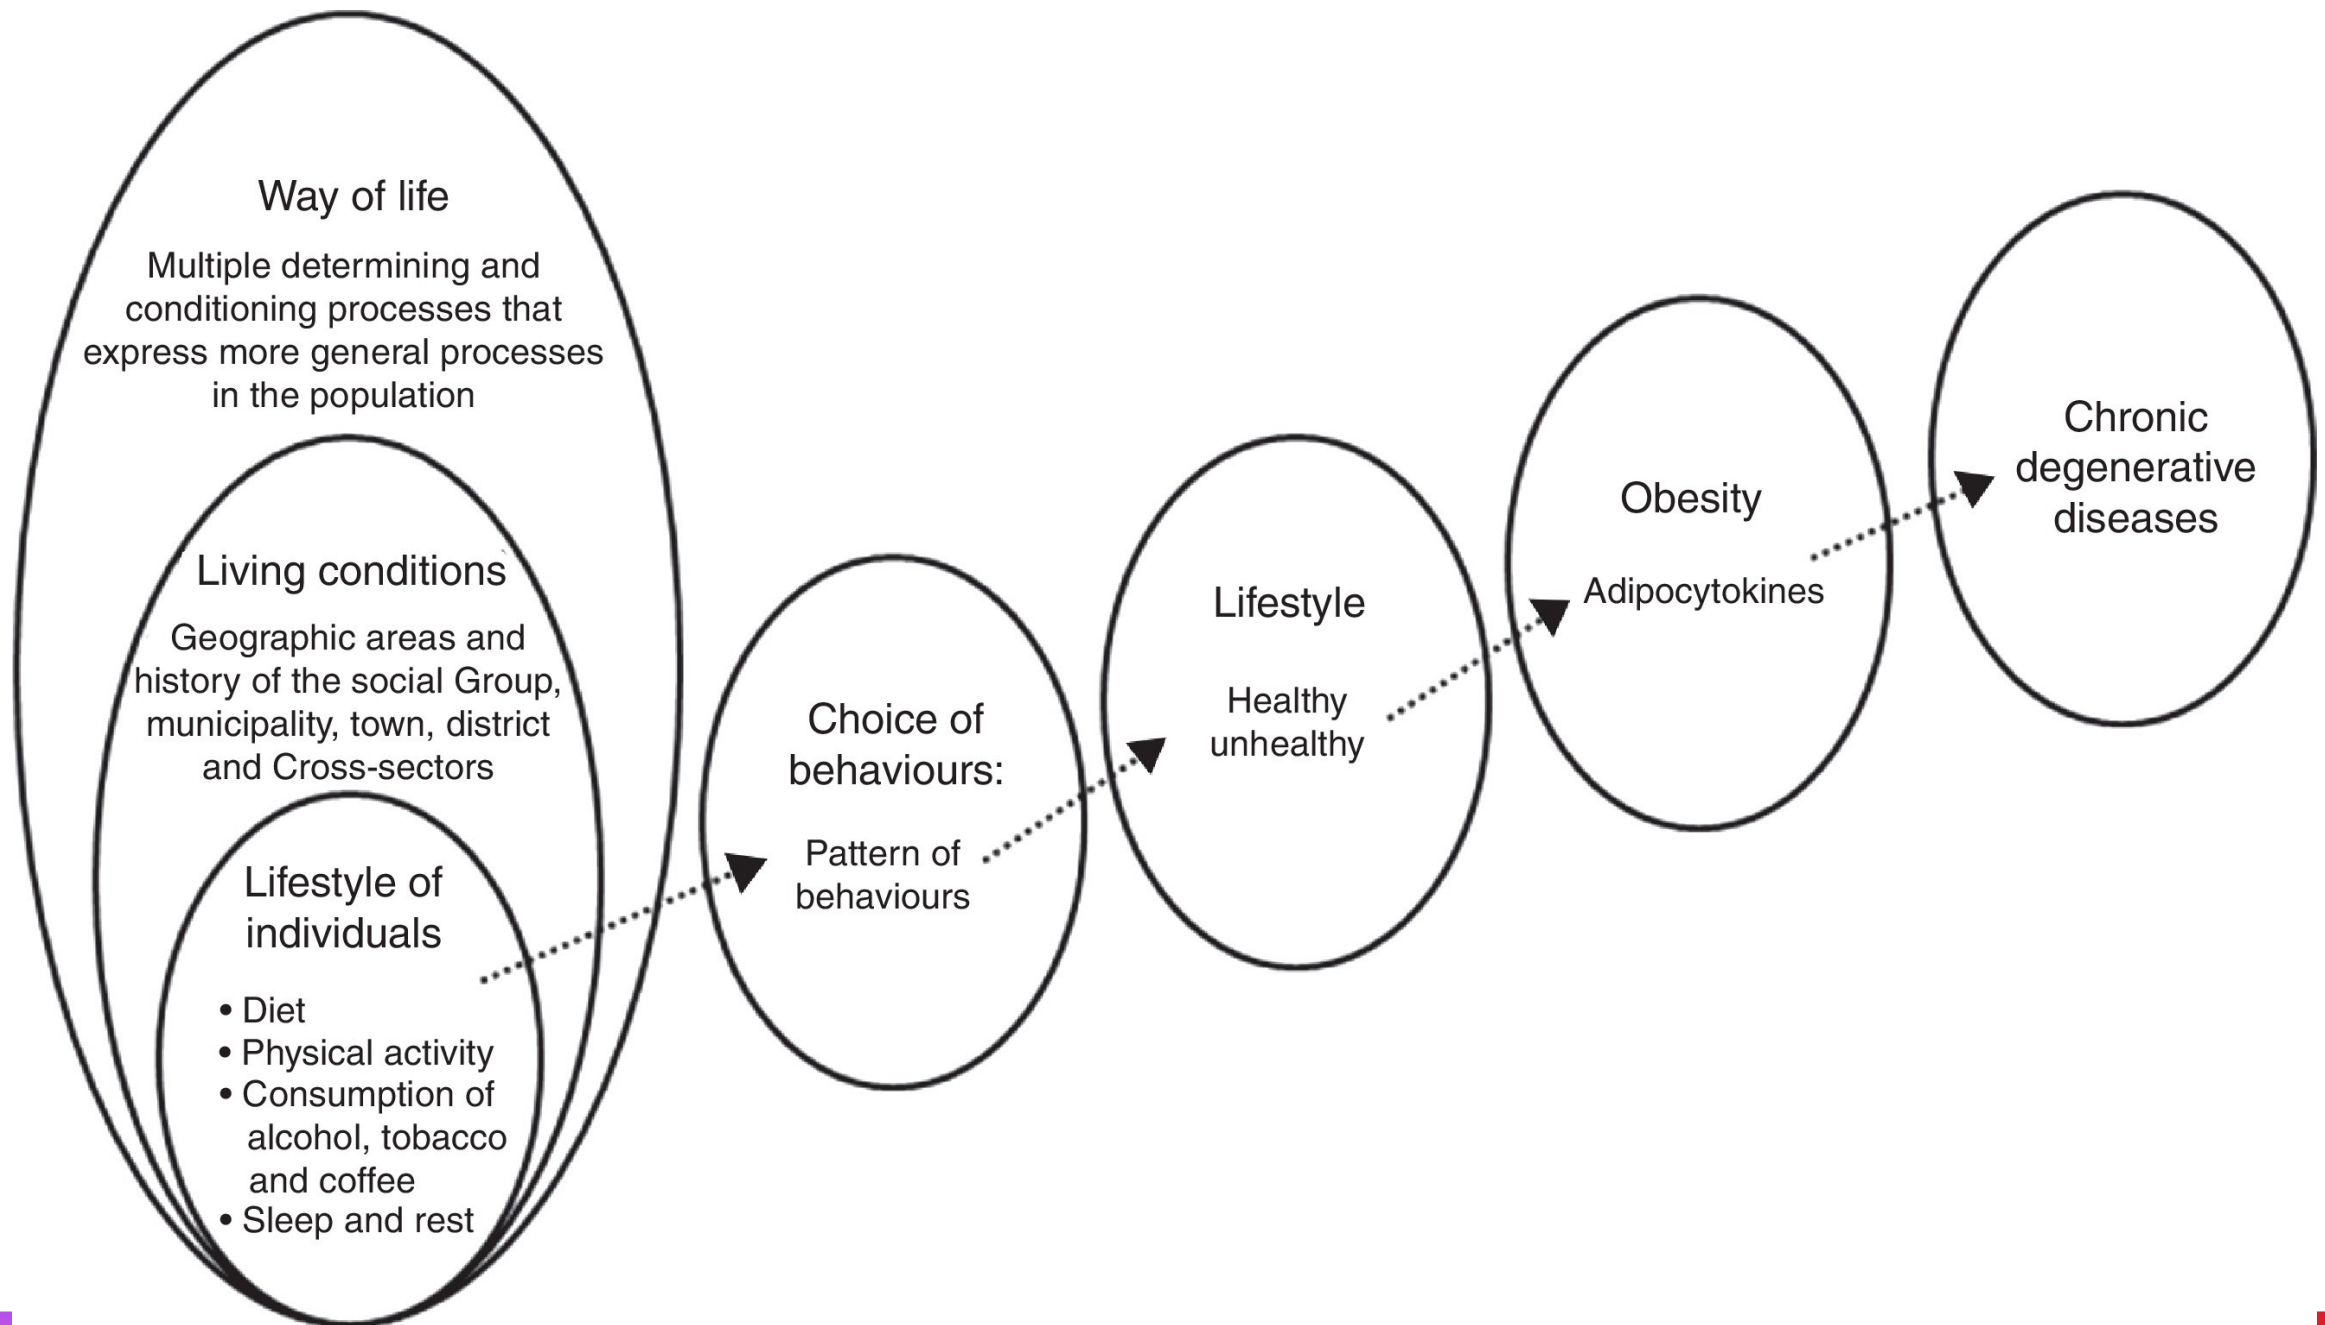 Way of life
Multiple determining and
conditioning processes that
express more general processes
in the population
Living conditions
Geographic areas and
history of the social Group,
municipality, town, district
and Cross-sectors
Lifestyle of
individuals
• Diet
• Physical activity
• Consumption of
alcohol, tobacco
and coffee
• Sleep and rest
Choice of
behaviours:
Pattern of
behaviours
Lifestyle
Healthy
unhealthy
Obesity
Adipocytokines
Chronic
degenerative
diseases